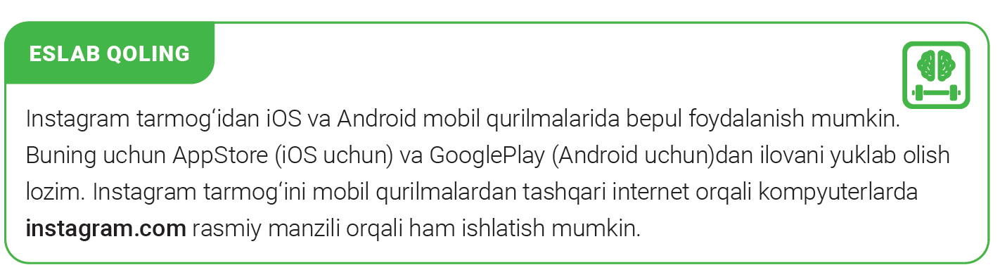 ESLAB QOLING
Instagram tarmog‘idan iOS va Android mobil qurilmalarida bepul foydalanish mumkin.
Buning uchun AppStore (iOS uchun) va GooglePlay (Android uchun)dan ilovani yuklab olish
lozim. Instagram tarmog‘ini mobil qurilmalardan tashqari internet orqali kompyuterlarda
instagram.com rasmiy manzili orqali ham ishlatish mumkin.